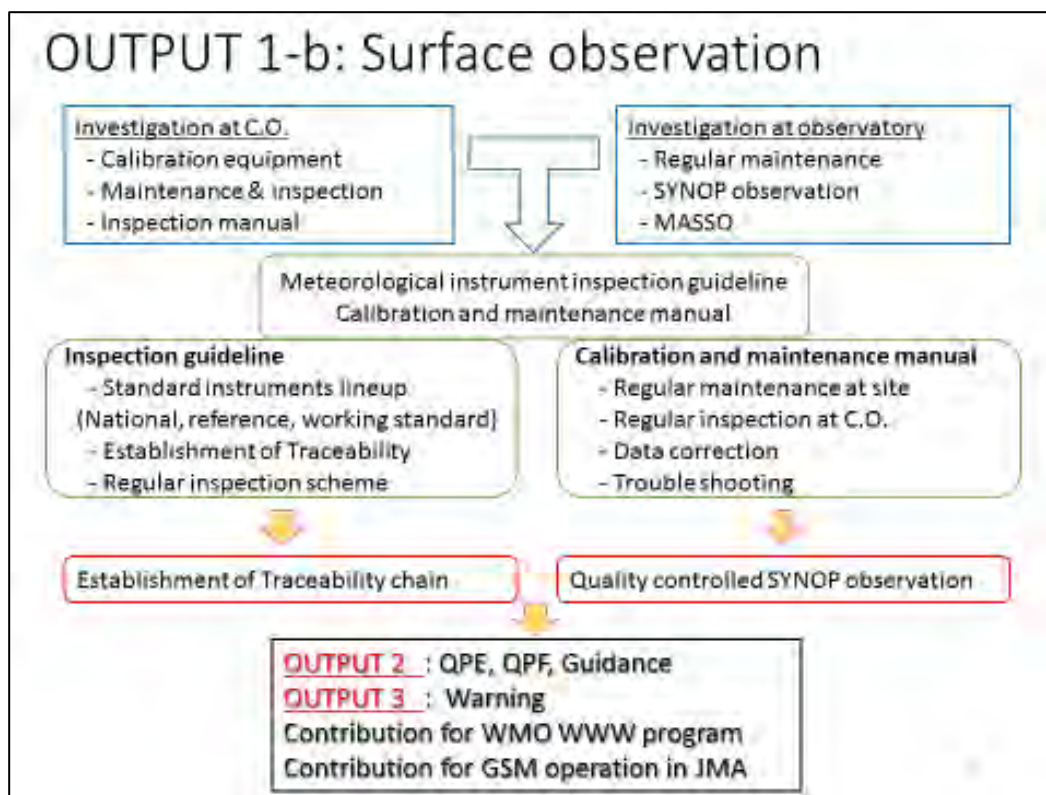 OUTPUT 1-b: Surface observation
Investigation at C.O.
- Calibration equipment
- Maintenance & inspection
- Inspection manual
Investigation at observatory
- Regular maintenance
- SYNOP observation
- MASSO
Meteorological instrument inspection guideline
Calibration and maintenance manual
Inspection guideline
- Standard instruments lineup
(National, reference, working standard)
- Establishment of Traceability
- Regular inspection scheme
Calibration and maintenance manual
- Regular maintenance at site
- Regular inspection at C.O.
- Data correction
- Trouble shooting
Establishment of Traceability chain
Quality controlled SYNOP observation
OUTPUT 2 : QPE, QPF, Guidance
OUTPUT 3 : Warning
Contribution for WMO WWW program
Contribution for GSM operation in JMA